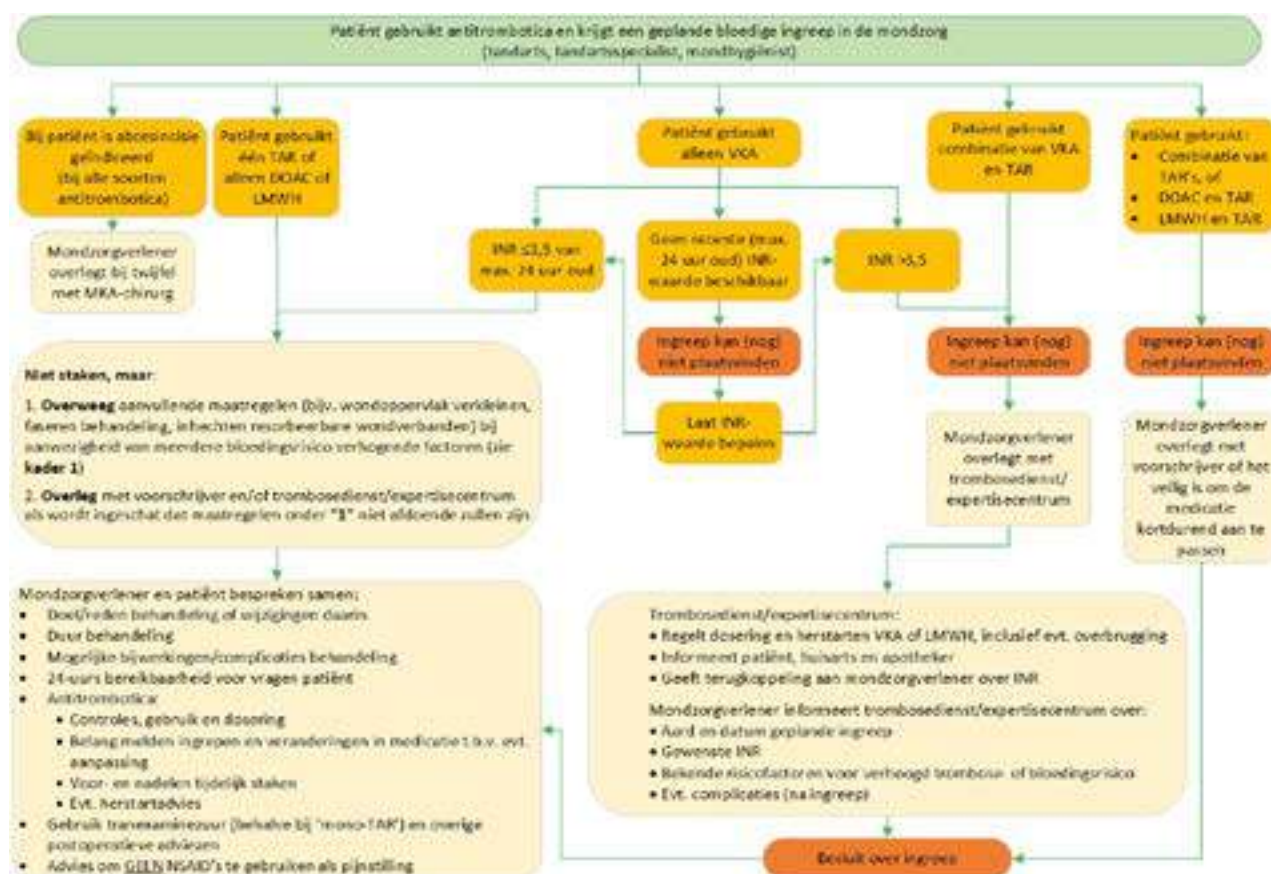 Patiënt gebruikt antitrombotica en krijgt een geplande bloedige ingreep in de mondzorg
(tandarts, tandartsspecialist, mondhygiënist)
Bij patiënt is abcesincisie
geïndiceerd
(bij alle soorten
antitrombotica)
Patiënt gebruikt
één TAR of
alleen DOAC of
LMWH
Patiënt gebruikt
alleen VKA
Patiënt gebruikt
combinatie van VKA
en TAR
Patiënt gebruikt:
• Combinatie van
TAR's, of
• DOAC en TAR
• LMWH en TAR
Mondzorgverlener
overlegt bij twijfel
met MKA-chirurg
INR ≤3,5 van
max. 24 uur oud
Geen recente (max.
24 uur oud) INR-
waarde beschikbaar
INR >3,5
Ingreep kan (nog)
niet plaatsvinden
Laat INR-
waarde bepalen
Ingreep kan (nog)
niet plaatsvinden
Mondzorgverlener
overlegt met
trombosedienst/
expertisecentrum
Ingreep kan (nog)
niet plaatsvinden
Mondzorgverlener
overlegt met
voorschrijver of het
veilig is om de
medicatie
kortdurend aan te
passen
Niet staken, maar:
1. Overweeg aanvullende maatregelen (bijv. wondoppervlak verkleinen,
faseren behandeling, inhechten resorbeerbare wondverbanden) bij
aanwezigheid van meerdere bloedingsrisico verhogende factoren (zie
kader 1)
2. Overleg met voorschrijver en/of trombosedienst/expertisecentrum
als wordt ingeschat dat maatregelen onder "1" niet afdoende zullen zijn
Mondzorgverlener en patiënt bespreken samen:
• Doel/reden behandeling of wijzigingen daarin
• Duur behandeling
• Mogelijke bijwerkingen/complicaties behandeling
• 24-uurs bereikbaarheid voor vragen patiënt
• Antitrombotica:
• Controles, gebruik en dosering
• Belang melden ingrepen en veranderingen in medicatie t.b.v. evt.
aanpassing
• Voor- en nadelen tijdelijk staken
• Evt. herstartadvies
• Gebruik tranexaminezuur (behalve bij 'mono-TAR') en overige
postoperatieve adviezen
• Advies om GEEN NSAID's te gebruiken als pijnstilling
Trombosedienst/expertisecentrum:
• Regelt dosering en herstarten VKA of LMWH, inclusief evt. overbrugging
• Informeert patiënt, huisarts en apotheker
• Geeft terugkoppeling aan mondzorgverlener over INR
Mondzorgverlener informeert trombosedienst/expertisecentrum over:
• Aard en datum geplande ingreep
• Gewenste INR
• Bekende risicofactoren voor verhoogd trombose- of bloedingsrisico
• Evt. complicaties (na ingreep)
Besluit over ingreep